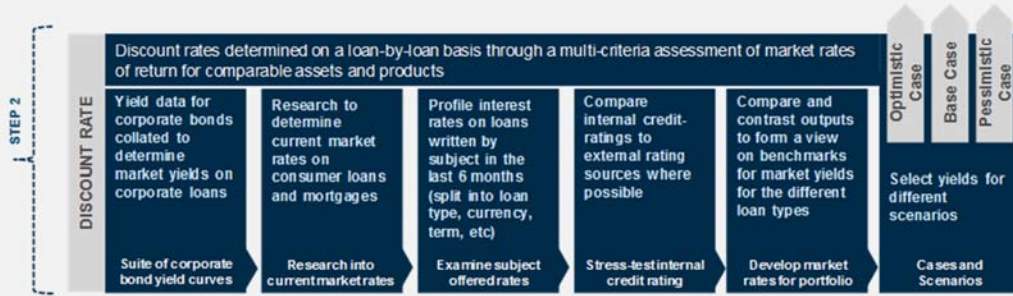 STEP 2
DISCOUNT RATE
Discount rates determined on a loan-by-loan basis through a multi-criteria assessment of market rates
of return for comparable assets and products
Yield data for
corporate bonds
collated to
determine
market yields on
corporate loans
Suite of corporate
bond yield curves
Research to
determine
current market
rates on
consumer loans
and mortgages
Research into
current market rates
Profile interest
rates on loans
written by
subject in the
last 6 months
(split into loan
type, currency,
term, etc)
Examine subject
offered rates
Compare
internal credit-
ratings to
external rating
sources where
possible
Stress-test internal
credit rating
Compare and
contrast outputs
to form a view
on benchmarks
for market yields
for the different
loan types
Develop market
rates for portfolio
Optimistic
Case
Base Case
Pessimistic
Case
Select yields for
different
scenarios
Cases and
Scenarios